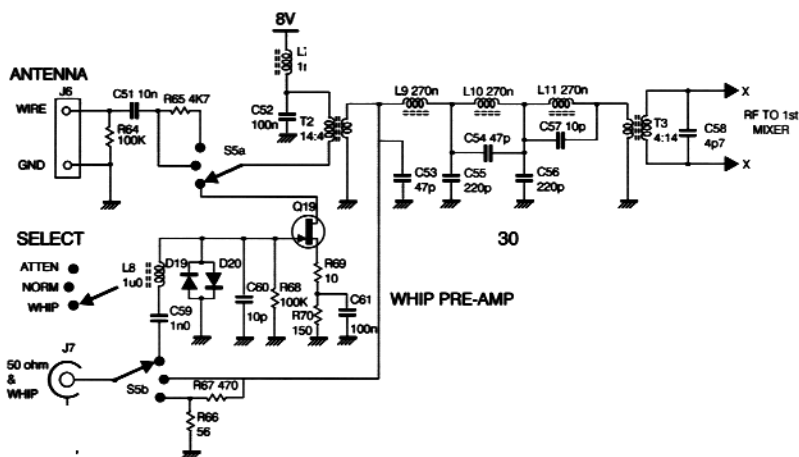 8V
ANTENNA
J6
WIRE
GND
C51 10n
R65 4K7
R64
100K
S5a
C52
100n
T2
14:4
L9 270n
L10 270n
L11 270n
C54 47p
C57 10p
C53
47p
C55
220p
C56
220p
T3
4:14
C58
4p7
X
X
RF TO 1st
MIXER
30
Q19
SELECT
ATTEN
NORM
WHIP
L8
1u0
D19
D20
C59
1n0
C60
10p
R68
100K
R69
10
R70
150
C61
100n
WHIP PRE-AMP
J7
50 ohm
&
WHIP
S5b
R67 470
R66
56